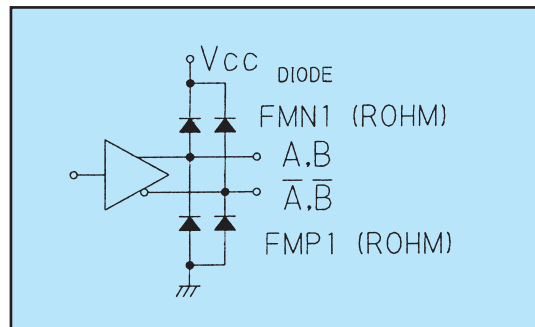 Vcc
DIODE
FMN1 (ROHM)
A,B
A̅,B̅
FMP1 (ROHM)